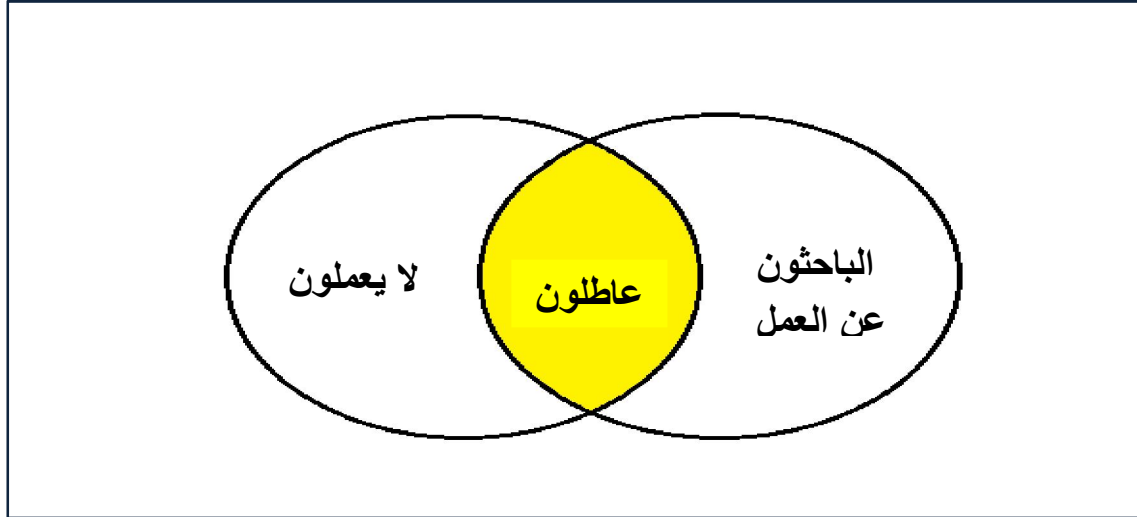 الباحثون
عن العمل
عاطلون
لا يعملون